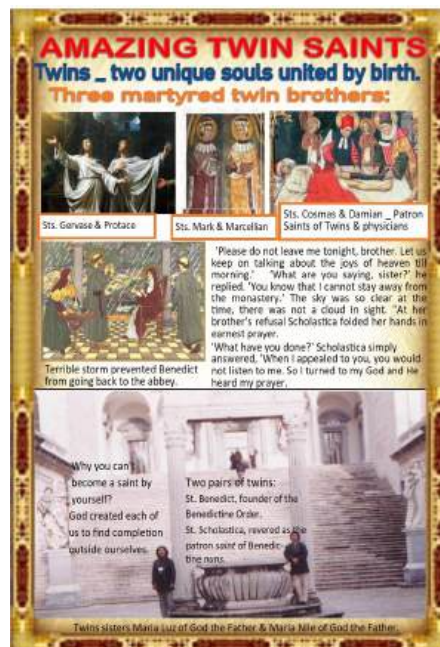 AMAZING TWIN SAINTS
Twins _ two unique souls united by birth.
Three martyred twin brothers:
Sts. Gervase & Protace
Sts. Mark & Marcellian
Sts. Cosmas & Damian _ Patron
Saints of Twins & physicians
'Please do not leave me tonight, brother. Let us
keep on talking about the joys of heaven till
morning.' "What are you saying, sister?' he
replied. 'You know that I cannot stay away from
the monastery.' The sky was so clear at the
time, there was not a cloud in sight. "At her
brother's refusal Scholastica folded her hands in
earnest prayer.
'What have you done?' Scholastica simply
answered, 'When I appealed to you, you would
not listen to me. So I turned to my God and He
heard my prayer.
Terrible storm prevented Benedict
from going back to the abbey.
Why you can't
become a saint by
yourself?
God created each of
us to find completion
outside ourselves.
Two pairs of twins:
St. Benedict, founder of the
Benedictine Order.
St. Scholastica, revered as the
patron saint of Benedic-
tine nuns.
Twins sisters Maria Luz of God the Father & Maria Nile of God the Father.